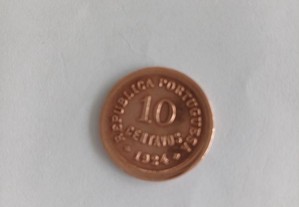 REPUBLICA PORTUGUESA
10
CENTAVOS
1924